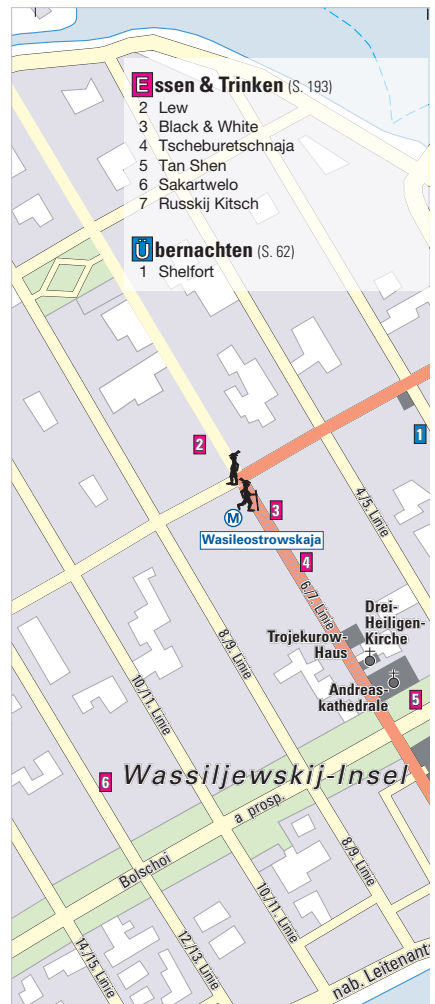 Essen & Trinken (S. 193)
2 Lew
3 Black & White
4 Tscheburetschnaja
5 Tan Shen
6 Sakartwelo
7 Russkij Kitsch
Übernachten (S. 62)
1 Shelfort
1
2
3
M
Wasileostrowskaja
4
4./5. Linie
6./7. Linie
Drei-
Heiligen-
Kirche
Trojekurow-
Haus
Andreas-
kathedrale
5
8./9. Linie
10./11. Linie
6
Wassiljewskij-Insel
Bolschoi
a prosp.
8./9. Linie
10./11. Linie
12./13. Linie
14./15. Linie
nab. Leitenant